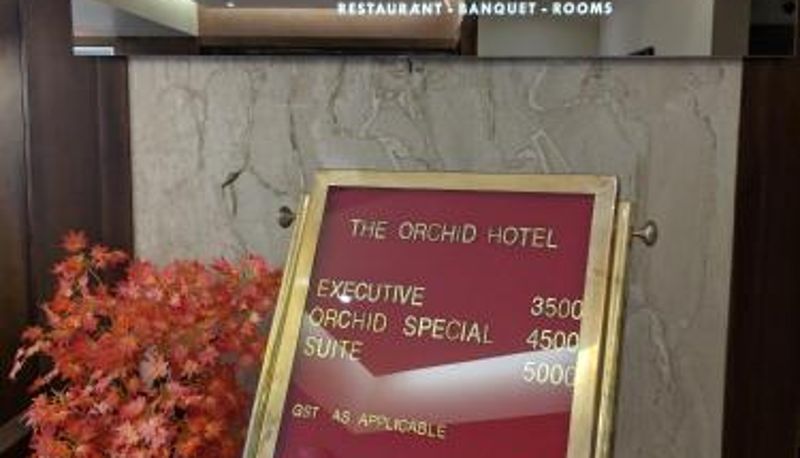 RESTAURANT - BANQUET - ROOMS
THE ORCHID HOTEL
EXECUTIVE 3500
ORCHID SPECIAL 4500
SUITE 5000
GST AS APPLICABLE